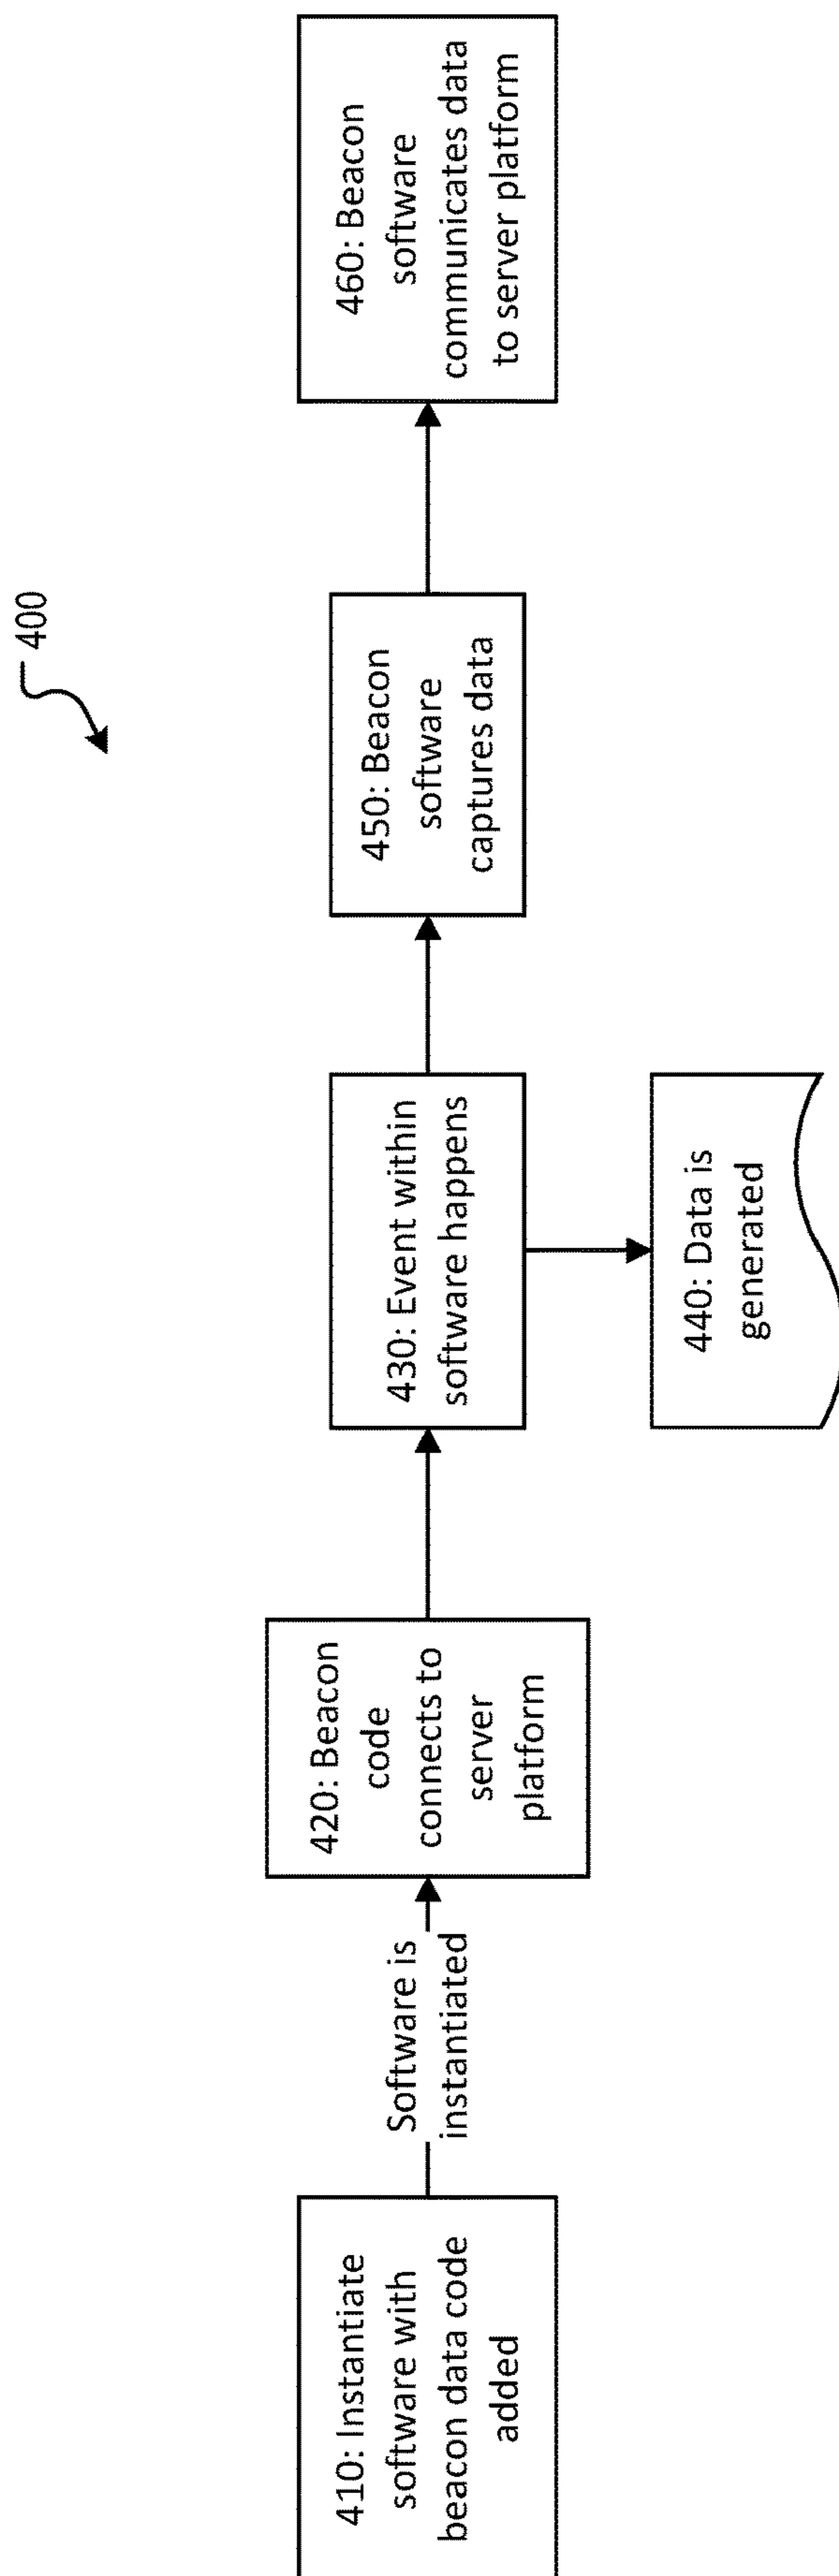 400
410: Instantiate
software with
beacon data code
added
Software is
instantiated
420: Beacon
code
connects to
server
platform
430: Event within
software happens
440: Data is
generated
450: Beacon
software
captures data
460: Beacon
software
communicates data
to server platform